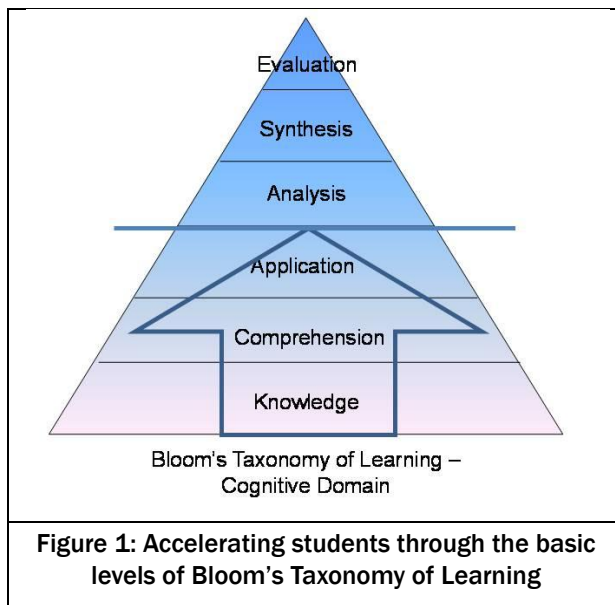 Evaluation
Synthesis
Analysis
Application
Comprehension
Knowledge
Bloom's Taxonomy of Learning –
Cognitive Domain
Figure 1: Accelerating students through the basic
levels of Bloom's Taxonomy of Learning